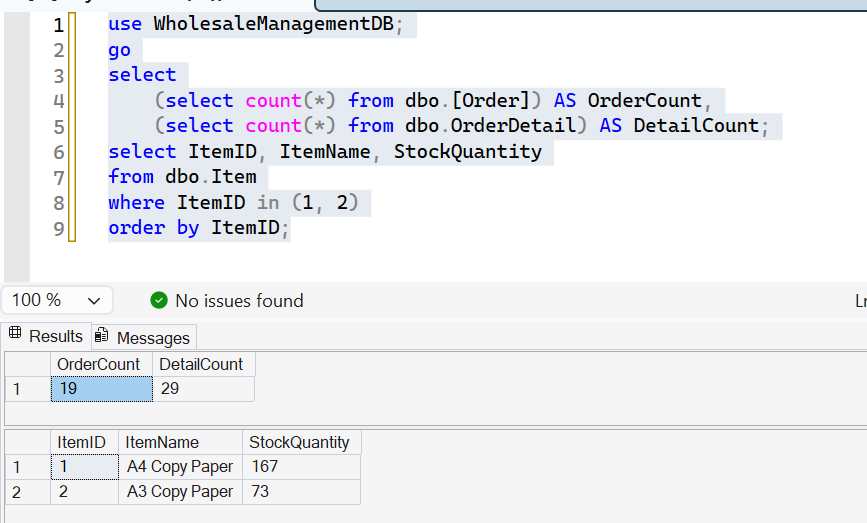 1 use WholesaleManagementDB;
2 go
3 select
4 (select count(*) from dbo.[Order]) AS OrderCount,
5 (select count(*) from dbo.OrderDetail) AS DetailCount;
6 select ItemID, ItemName, StockQuantity
7 from dbo.Item
8 where ItemID in (1, 2)
9 order by ItemID;
100 % No issues found
Results Messages
OrderCount DetailCount
1 19 29
ItemID ItemName StockQuantity
1 1 A4 Copy Paper 167
2 2 A3 Copy Paper 73